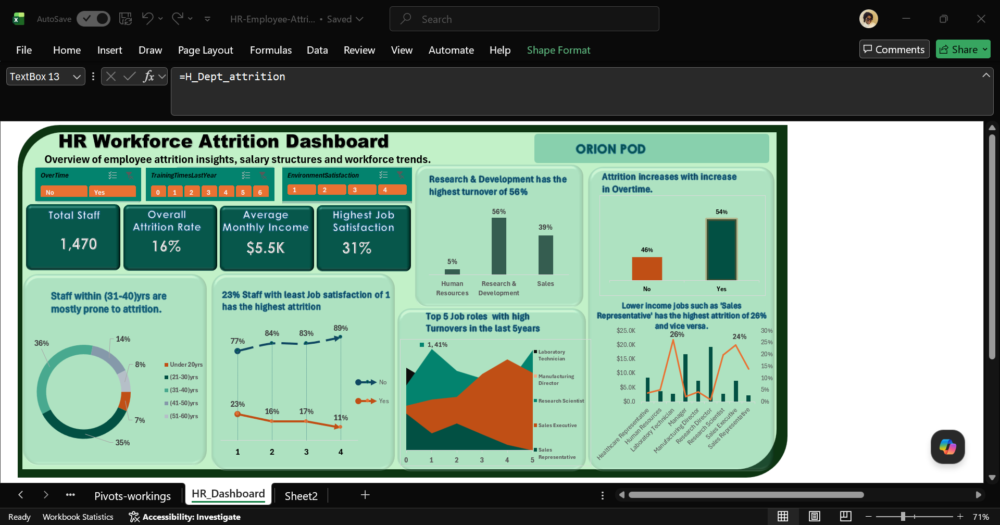 AutoSave
HR-Employee-Attri... • Saved
Search
File Home Insert Draw Page Layout Formulas Data Review View Automate Help Shape Format
Comments
Share
TextBox 13
fx
=H_Dept_attrition
HR Workforce Attrition Dashboard
Overview of employee attrition insights, salary structures and workforce trends.
ORION POD
OverTime
No Yes
TrainingTimesLastYear
0 1 2 3 4 5 6
EnvironmentSatisfaction
1 2 3 4
Total Staff
1,470
Overall
Attrition Rate
16%
Average
Monthly Income
$5.5K
Highest Job
Satisfaction
31%
Research & Development has the
highest turnover of 56%
5%
56%
39%
Human
Resources
Research &
Development
Sales
Attrition increases with increase
in Overtime.
46%
54%
No
Yes
Staff within (31-40)yrs are
mostly prone to attrition.
36%
14%
8%
7%
35%
Under 20yrs
(21-30)yrs
(31-40)yrs
(41-50)yrs
(51-60)yrs
23% Staff with least Job satisfaction of 1
has the highest attrition
77% 84% 83% 89%
No
Yes
23% 16% 17% 11%
1 2 3 4
Top 5 Job roles with high
Turnovers in the last 5years
1, 41%
Laboratory
Technician
Manufacturing
Director
Research Scientist
Sales Executive
Sales
Representative
0 1 2 3 4 5
Lower income jobs such as 'Sales
Representative' has the highest attrition of 26%
and vice versa.
$25.0K
$20.0K
$15.0K
$10.0K
$5.0K
$0.0
26%
24%
30%
25%
20%
15%
10%
5%
0%
Healthcare Representative
Human Resources
Laboratory Technician
Manager
Manufacturing Director
Research Director
Research Scientist
Sales Executive
Sales Representative
Pivots-workings
HR_Dashboard
Sheet2
Ready
Workbook Statistics
Accessibility: Investigate
71%